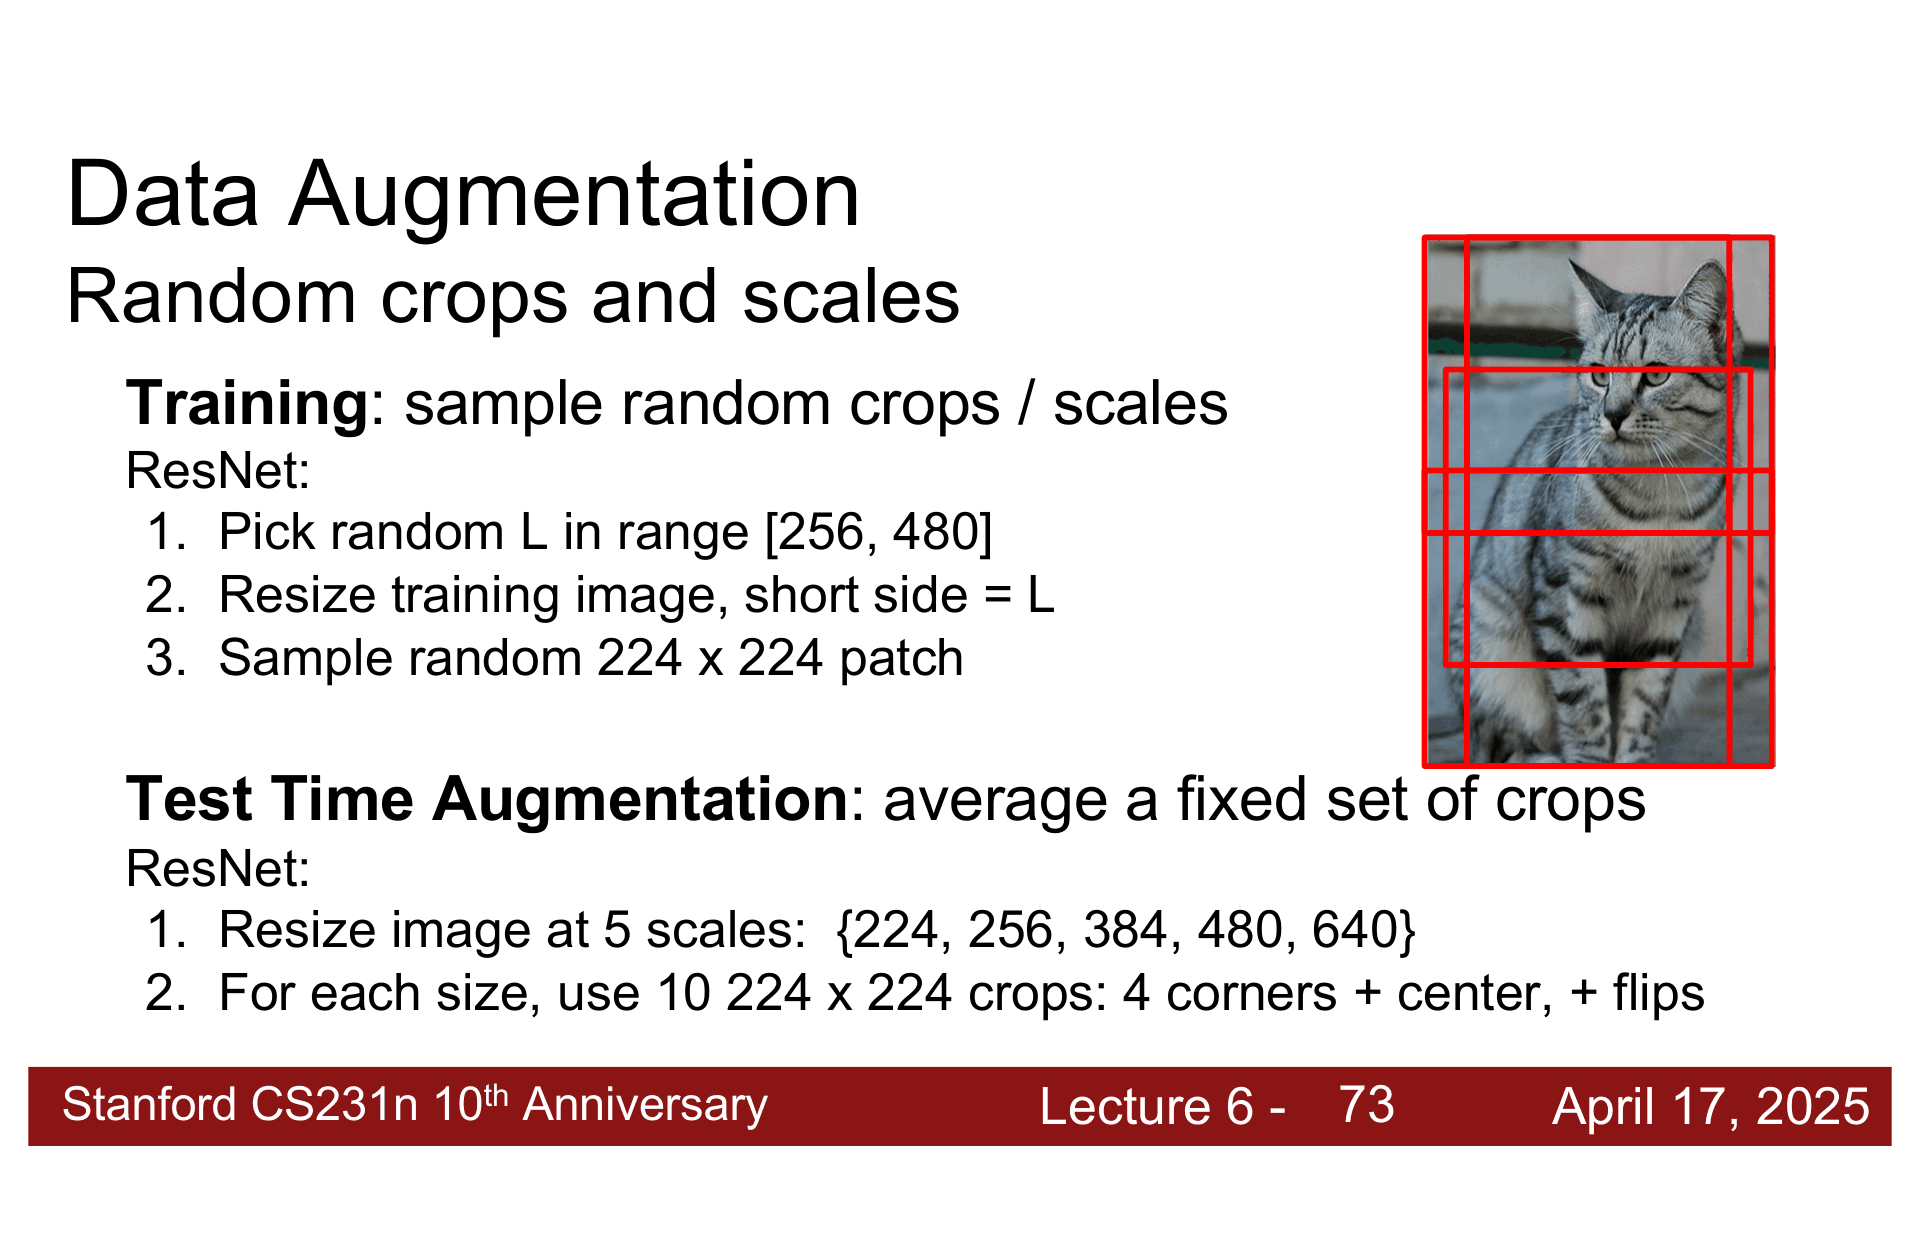 Data Augmentation
Random crops and scales
Training: sample random crops / scales
ResNet:
1. Pick random L in range [256, 480]
2. Resize training image, short side = L
3. Sample random 224 x 224 patch
Test Time Augmentation: average a fixed set of crops
ResNet:
1. Resize image at 5 scales: {224, 256, 384, 480, 640}
2. For each size, use 10 224 x 224 crops: 4 corners + center, + flips
Stanford CS231n 10th Anniversary Lecture 6 - 73 April 17, 2025